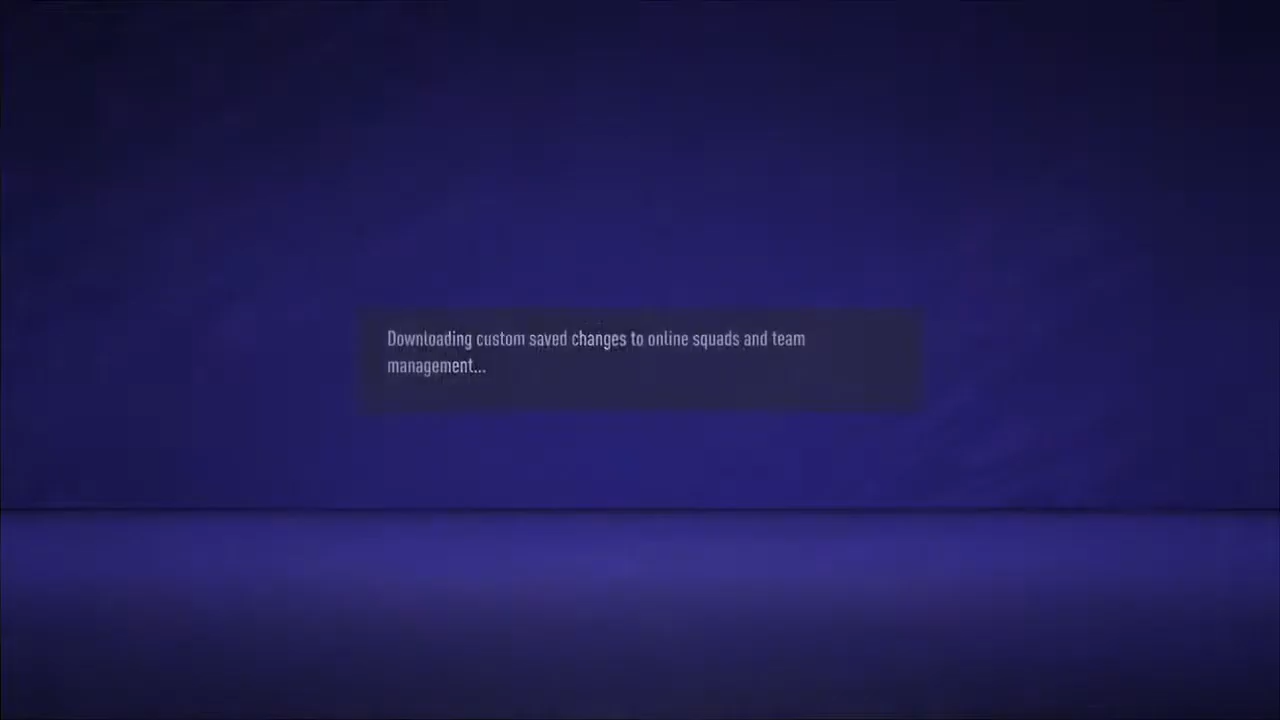 Downloading custom saved changes to online squads and team
management...